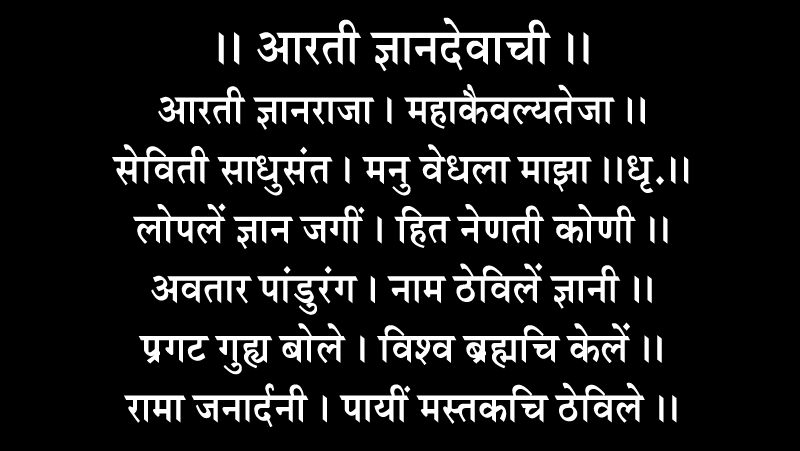 ।। आरती ज्ञानदेवाची ।।
आरती ज्ञानराजा । महाकैवल्यतेजा ।।
सेविती साधुसंत । मनु वेधला माझा ।।धृ.।।
लोपलें ज्ञान जगीं । हित नेणती कोणी ।।
अवतार पांडुरंग । नाम ठेविलें ज्ञानी ।।
प्रगट गुह्य बोले । विश्व ब्रह्मचि केलें ।।
रामा जनार्दनी । पायीं मस्तकचि ठेविले ।।